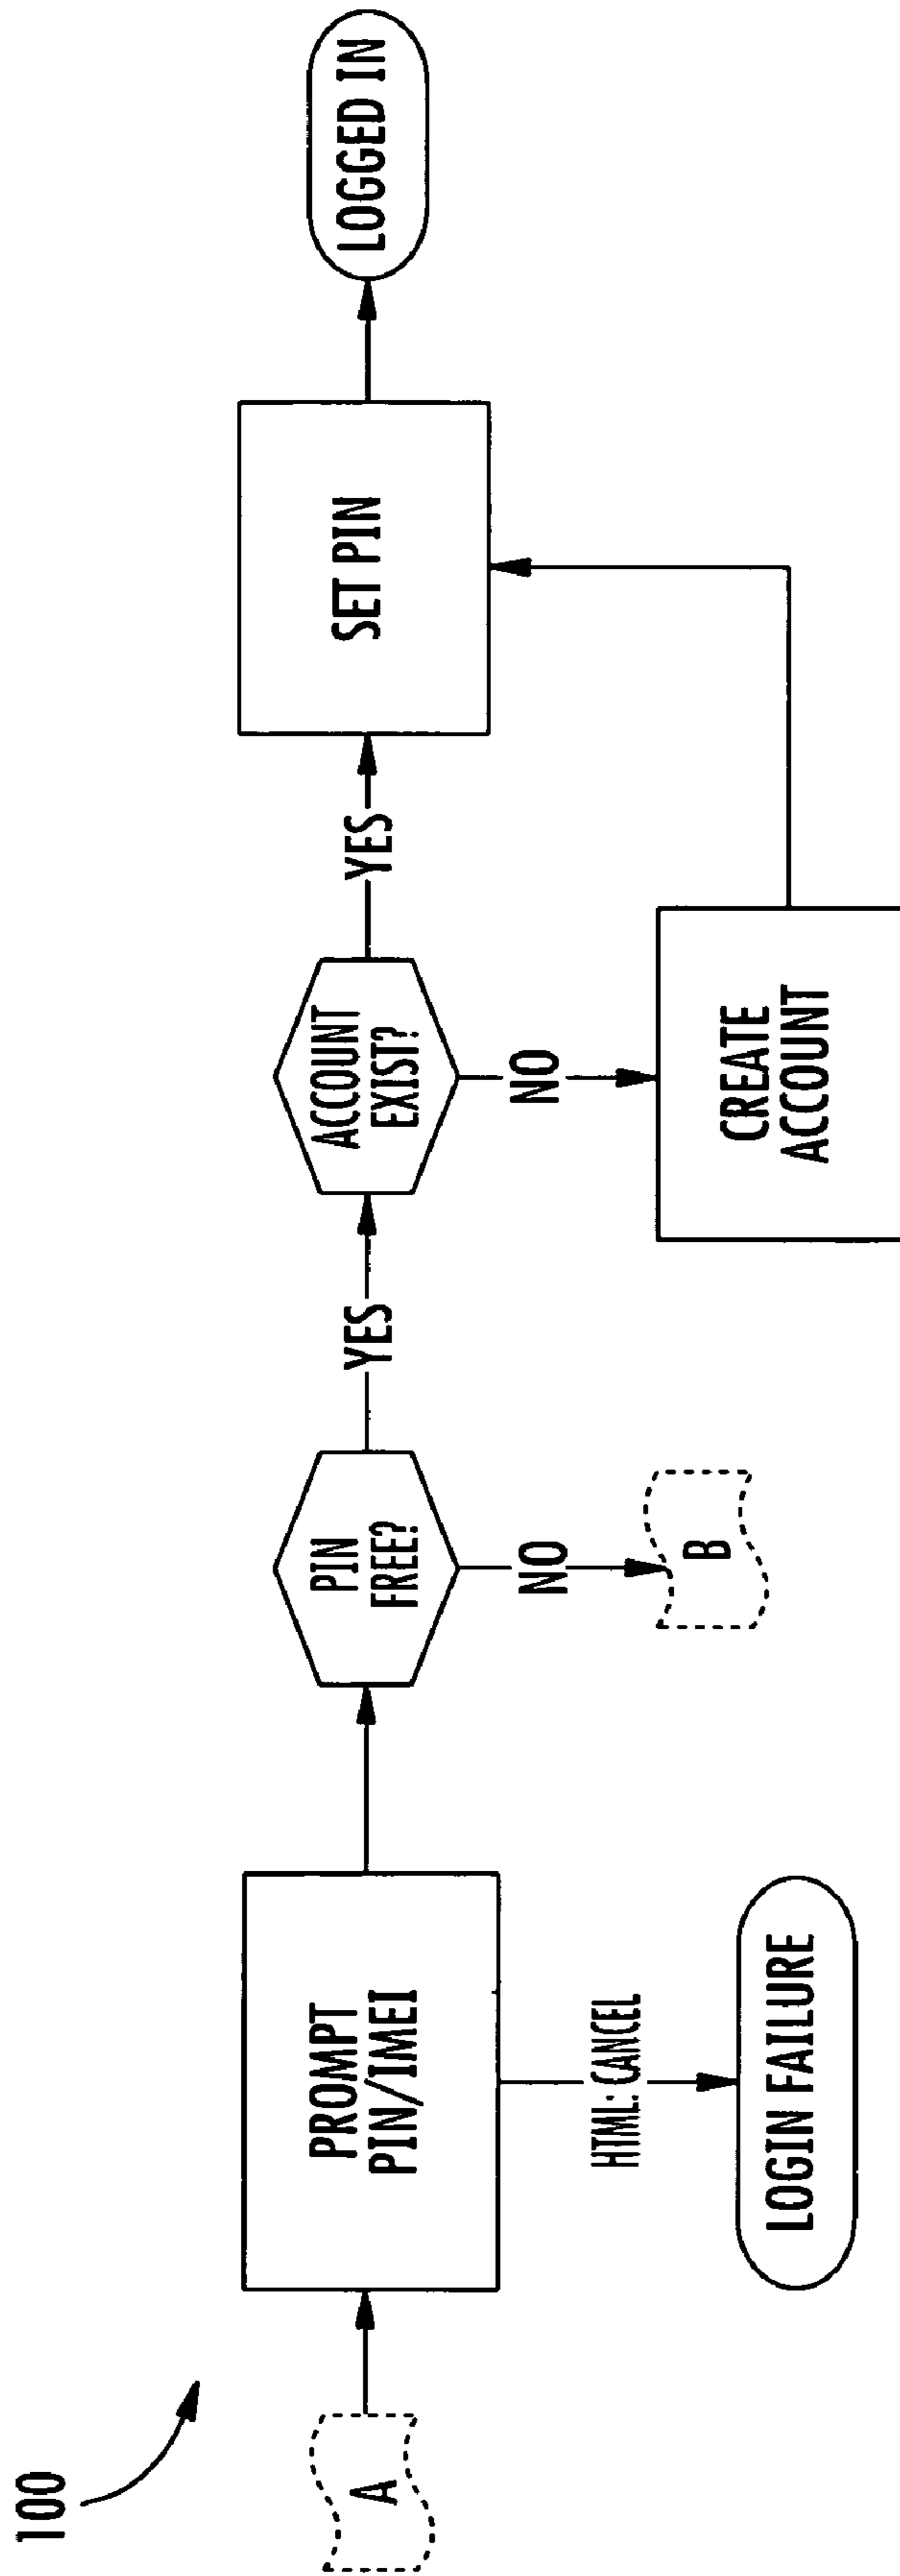 100
A
PROMPT
PIN/IMEI
HTML: CANCEL
LOGIN FAILURE
PIN
FREE?
NO
B
YES
ACCOUNT
EXIST?
NO
CREATE
ACCOUNT
YES
SET PIN
LOGGED IN